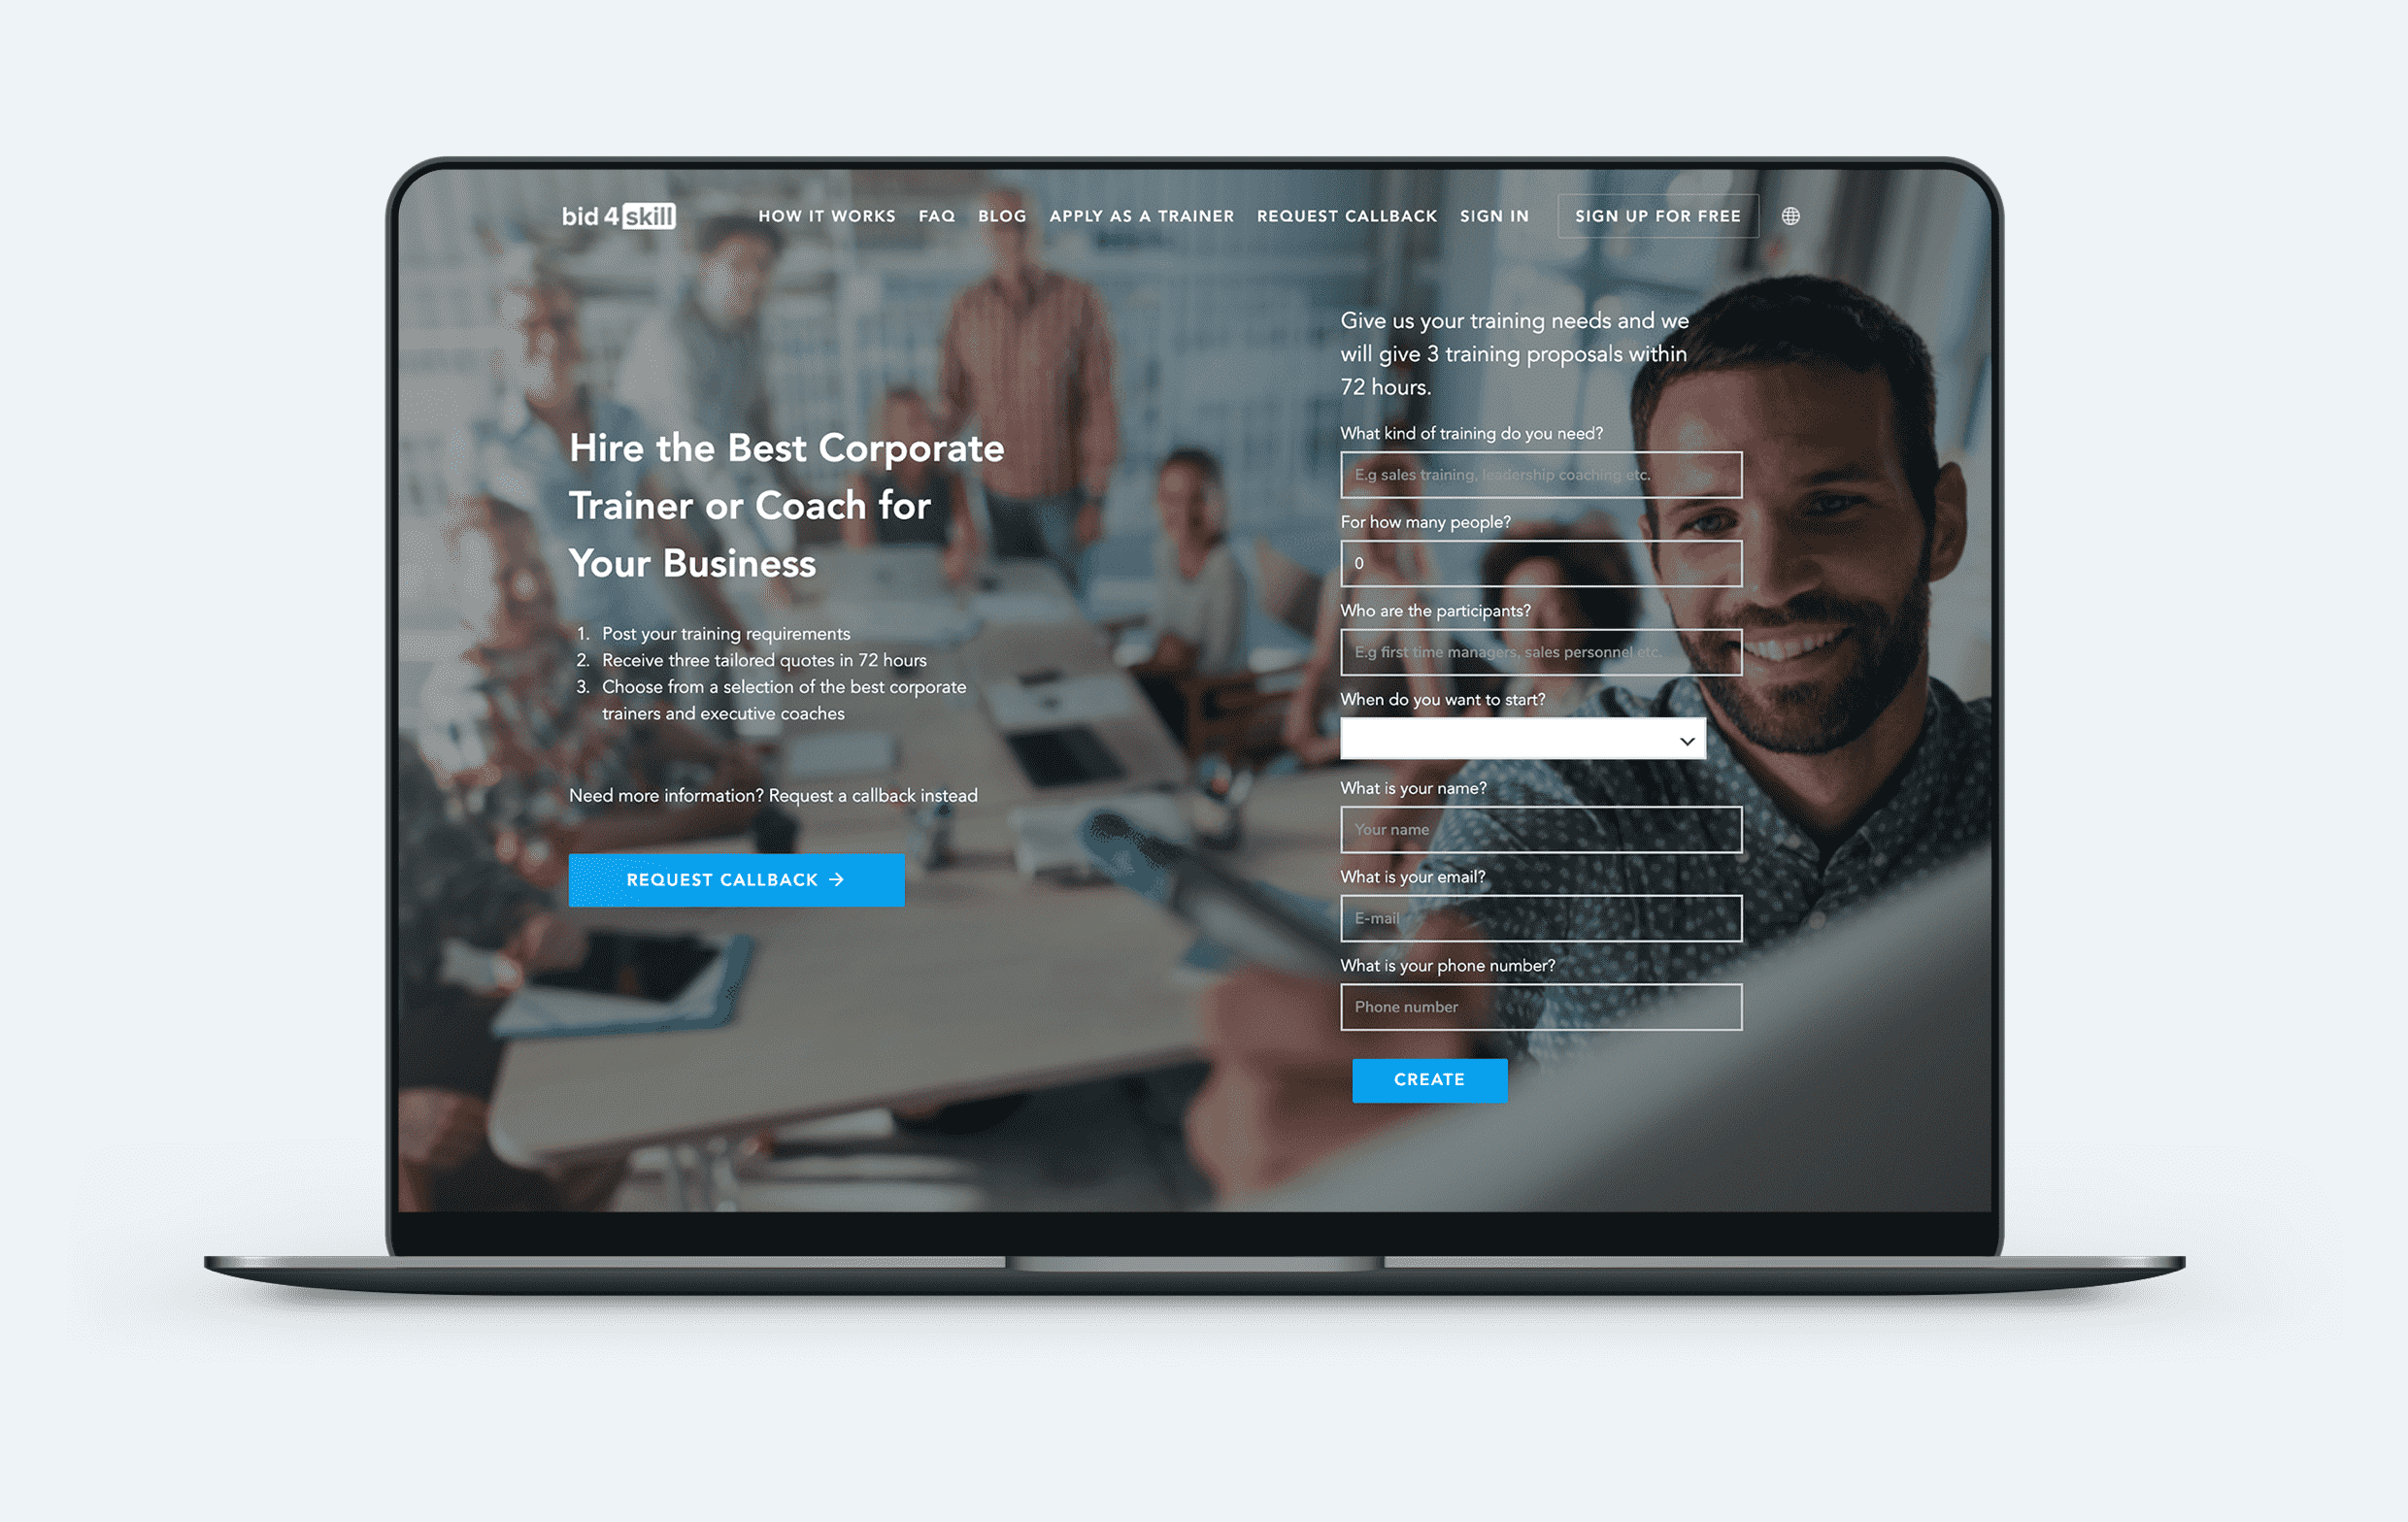 bid 4 skill
HOW IT WORKS FAQ BLOG APPLY AS A TRAINER REQUEST CALLBACK SIGN IN SIGN UP FOR FREE
Hire the Best Corporate
Trainer or Coach for
Your Business
1. Post your training requirements
2. Receive three tailored quotes in 72 hours
3. Choose from a selection of the best corporate
trainers and executive coaches
Need more information? Request a callback instead
REQUEST CALLBACK →
Give us your training needs and we
will give 3 training proposals within
72 hours.
What kind of training do you need?
E.g sales training, leadership coaching etc.
For how many people?
0
Who are the participants?
E.g first time managers, sales personnel etc.
When do you want to start?
What is your name?
Your name
What is your email?
E-mail
What is your phone number?
Phone number
CREATE